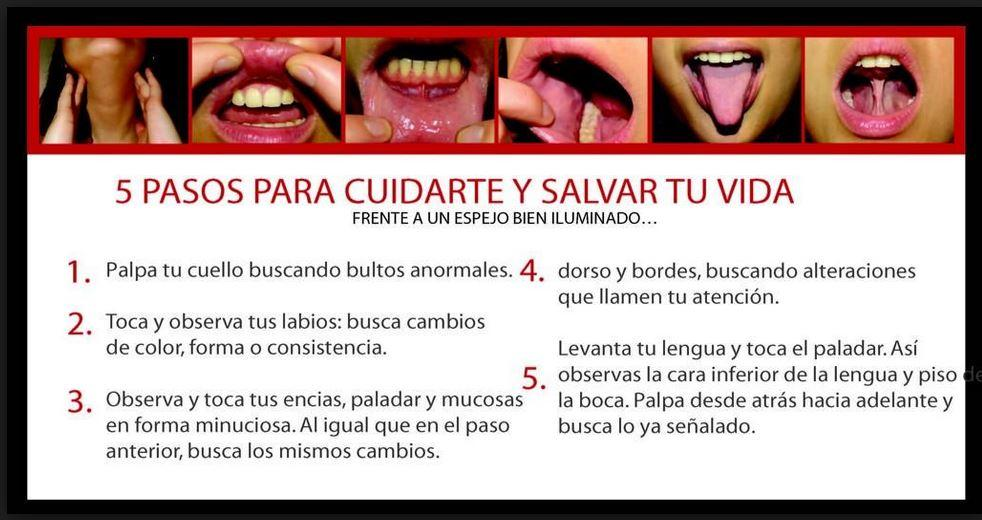 5 PASOS PARA CUIDARTE Y SALVAR TU VIDA
FRENTE A UN ESPEJO BIEN ILUMINADO...
1. Palpa tu cuello buscando bultos anormales.
2. Toca y observa tus labios: busca cambios
de color, forma o consistencia.
3. Observa y toca tus encias, paladar y mucosas
en forma minuciosa. Al igual que en el paso
anterior, busca los mismos cambios.
4. dorso y bordes, buscando alteraciones
que llamen tu atención.
Levanta tu lengua y toca el paladar. Así
5. observas la cara inferior de la lengua y piso de
la boca. Palpa desde atrás hacia adelante y
busca lo ya señalado.